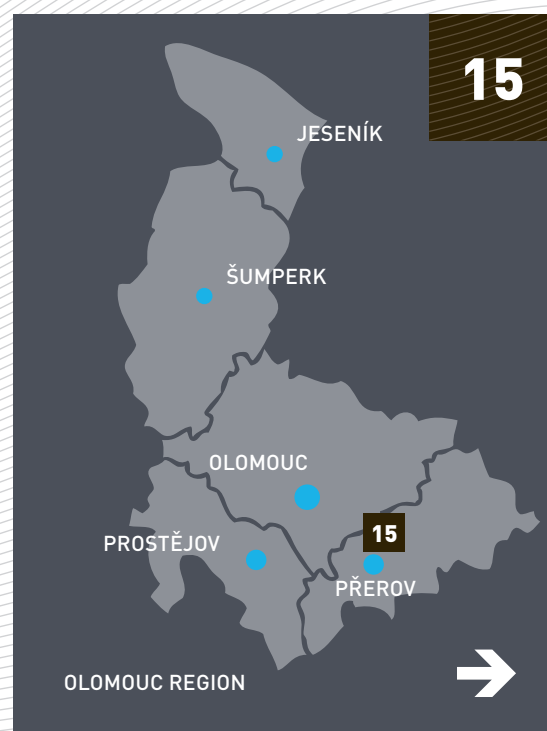 15
JESENÍK
ŠUMPERK
OLOMOUC
15
PROSTĚJOV
PŘEROV
OLOMOUC REGION